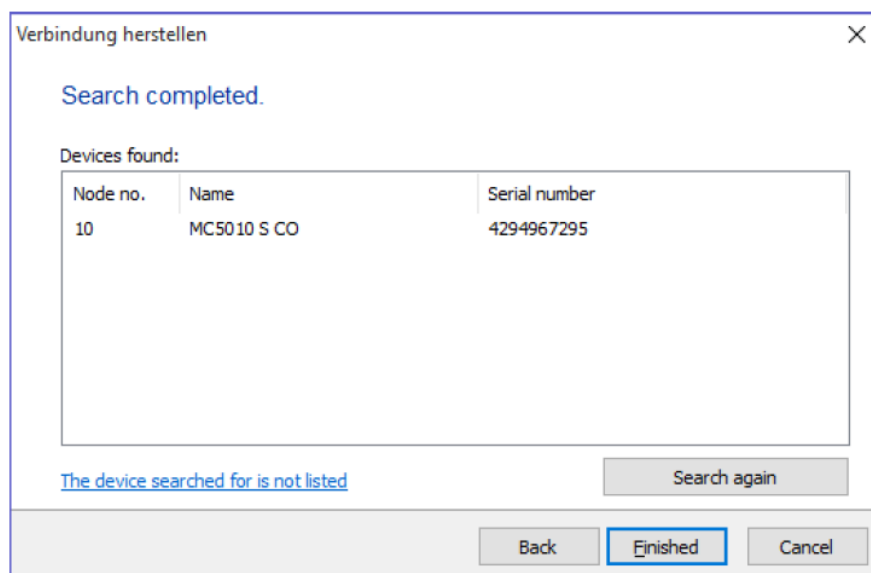 Verbindung herstellen
Search completed.
Devices found:
Node no. Name Serial number
10 MC5010 S CO 4294967295
The device searched for is not listed
Search again
Back Finished Cancel